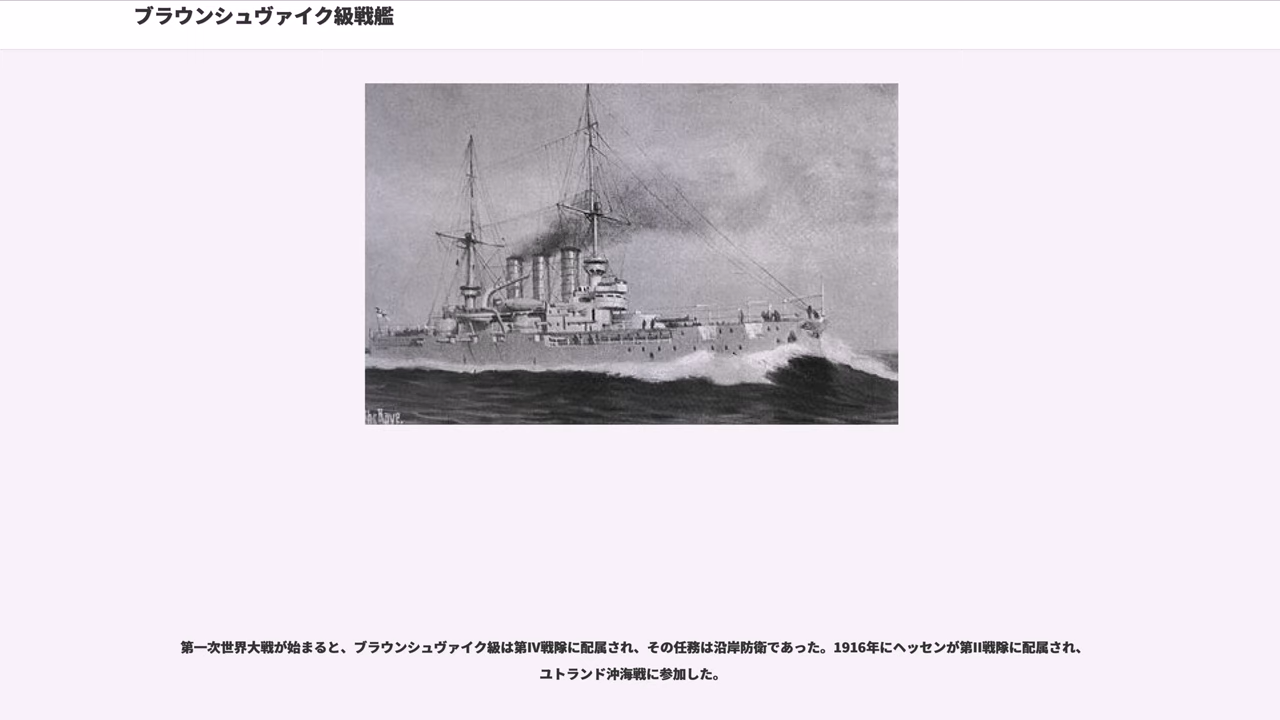 ブラウンシュヴァイク級戦艦
第一次世界大戦が始まると、ブラウンシュヴァイク級は第IV戦隊に配属され、その任務は沿岸防衛であった。1916年にヘッセンが第II戦隊に配属され、
ユトランド沖海戦に参加した。